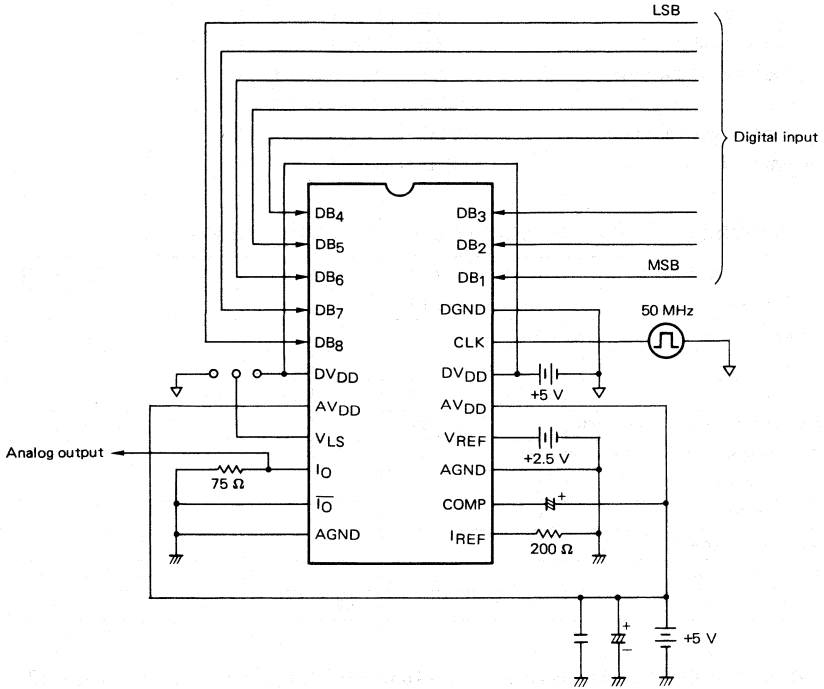 LSB
Digital input
DB4 DB3
DB5 DB2
DB6 DB1 MSB
DB7 DGND 50 MHz
DB8 CLK
DVDD DVDD +5 V
AVDD AVDD
VLS VREF +2.5 V
Analog output
75 Ω IO AGND
IO COMP +
AGND IREF 200 Ω
+
− +5 V